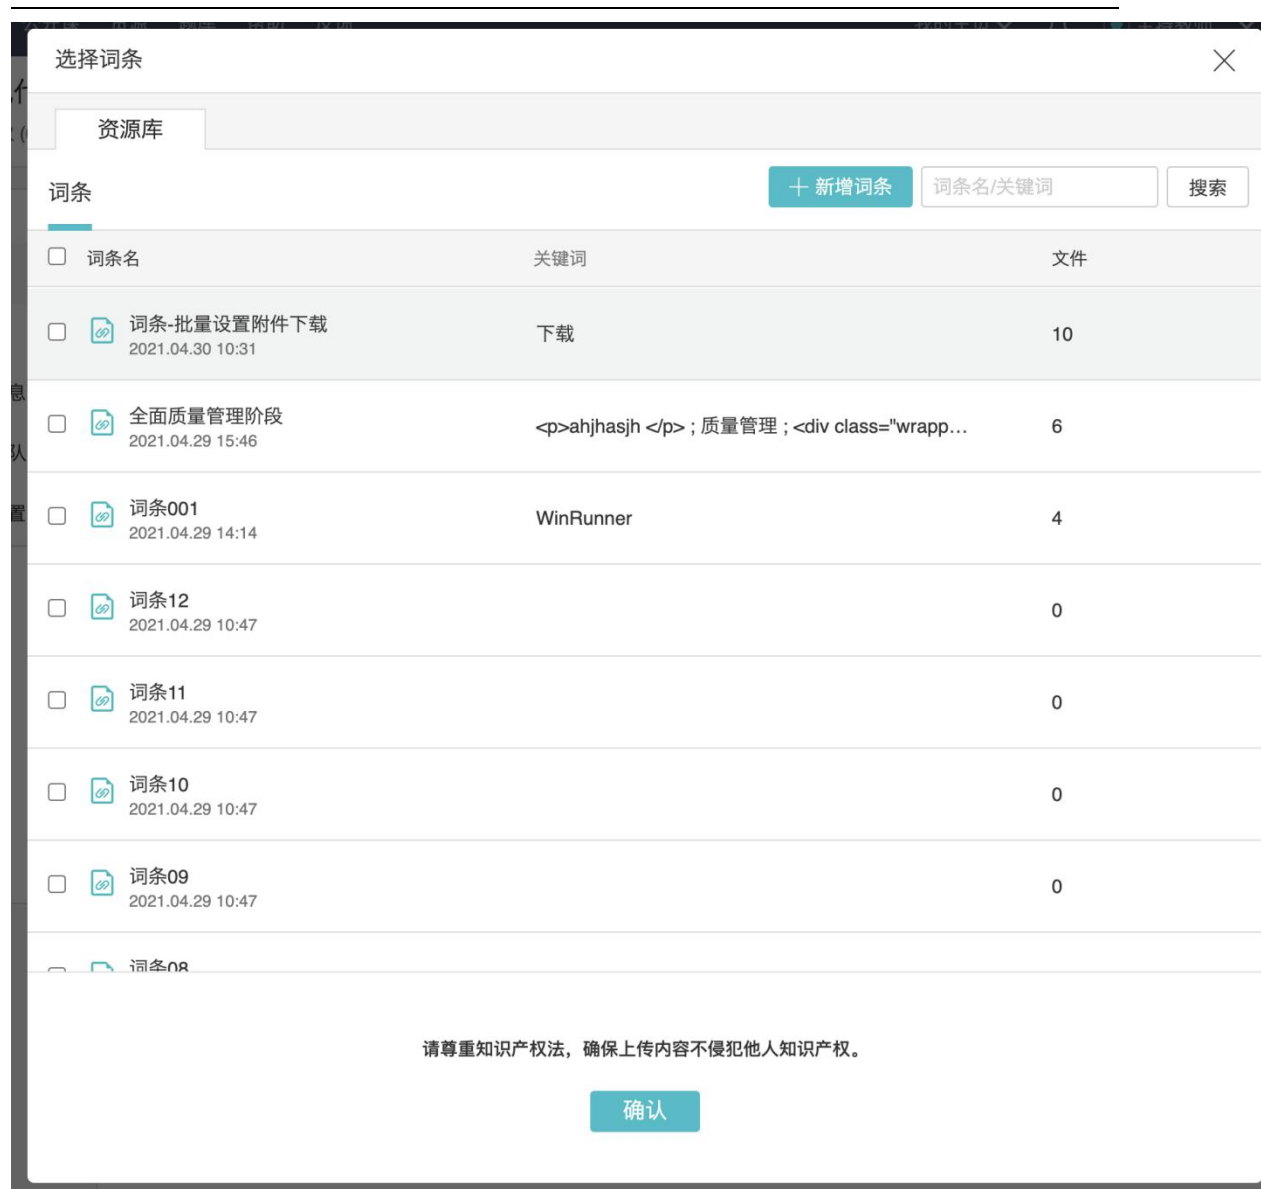 选择词条
资源库
词条
+ 新增词条 词条名/关键词 搜索
词条名 关键词 文件
词条-批量设置附件下载
2021.04.30 10:31
下载 10
全面质量管理阶段
2021.04.29 15:46
<p>ahjhasjh </p> ; 质量管理 ; <div class="wrapp... 6
词条001
2021.04.29 14:14
WinRunner 4
词条12
2021.04.29 10:47
0
词条11
2021.04.29 10:47
0
词条10
2021.04.29 10:47
0
词条09
2021.04.29 10:47
0
词条08
息
队
置
请尊重知识产权法，确保上传内容不侵犯他人知识产权。
确认